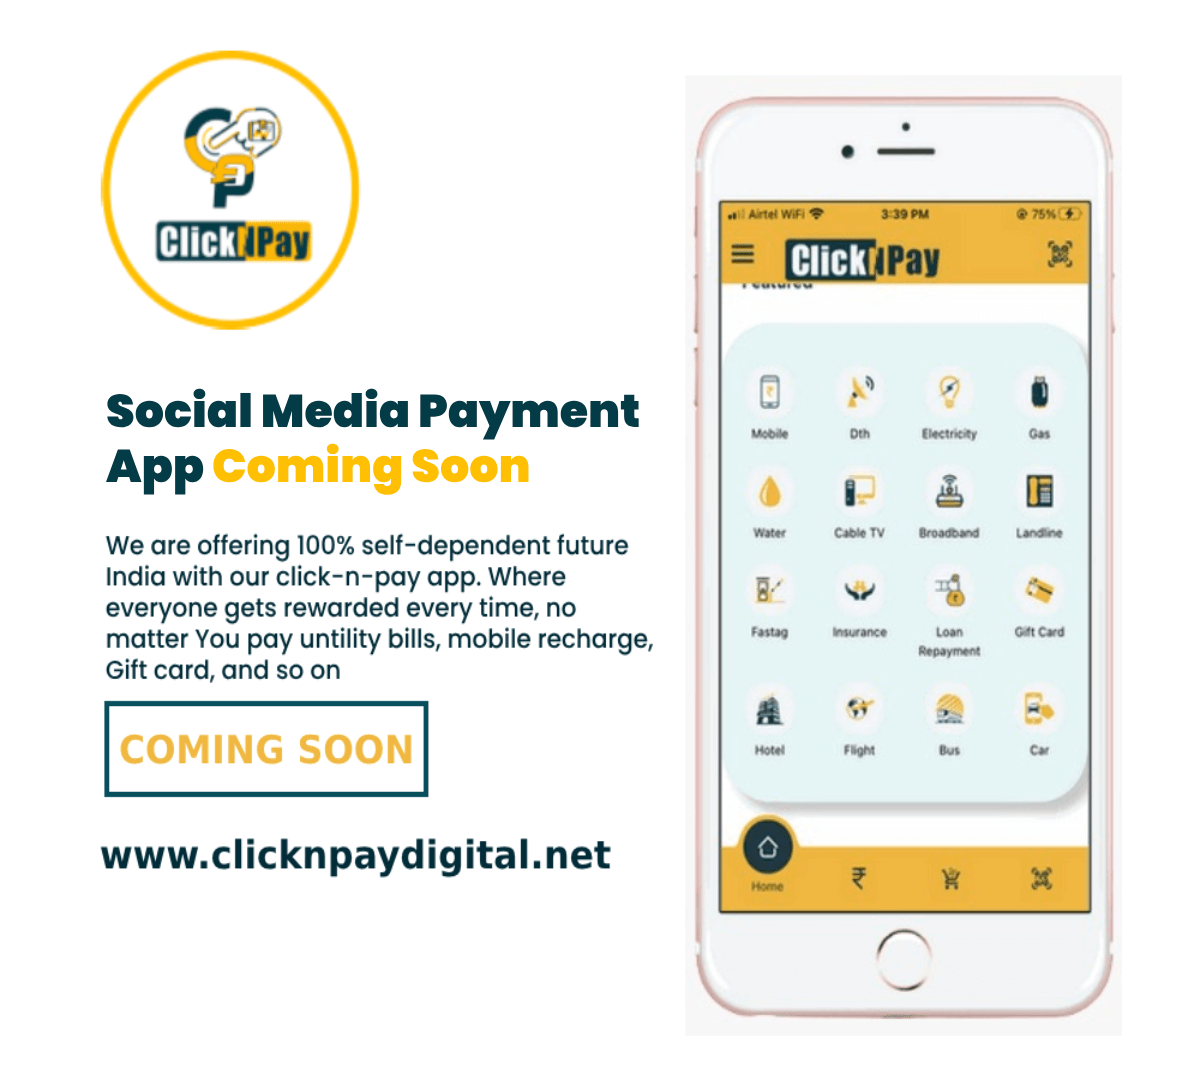 ClickNPay
Social Media Payment
App Coming Soon
We are offering 100% self-dependent future
India with our click-n-pay app. Where
everyone gets rewarded every time, no
matter You pay untility bills, mobile recharge,
Gift card, and so on
COMING SOON
www.clicknpaydigital.net
Airtel WiFi 3:39 PM 75%
ClickNPay
Featured
Mobile Dth Electricity Gas
Water Cable TV Broadband Landline
Fastag Insurance Loan Gift Card
Repayment
Hotel Flight Bus Car
Home